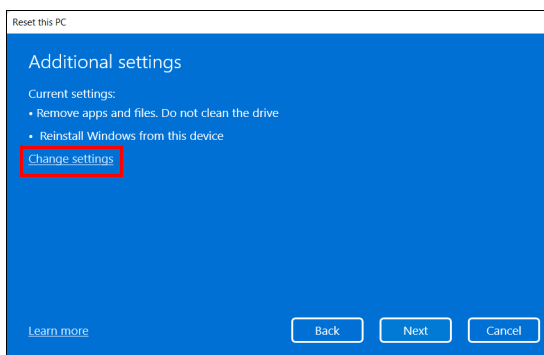 Reset this PC
Additional settings
Current settings:
• Remove apps and files. Do not clean the drive
• Reinstall Windows from this device
Change settings
Learn more
Back
Next
Cancel